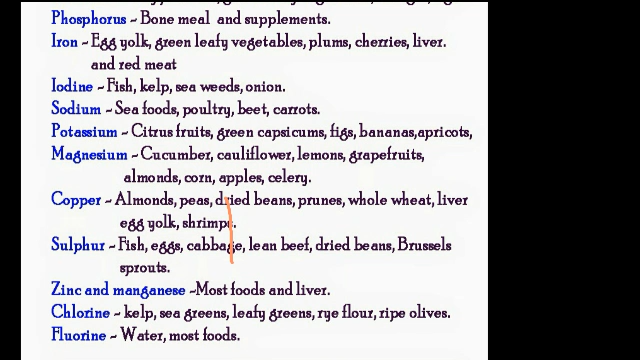 Phosphorus ~ Bone meal and supplements.
Iron ~ Egg yolk, green leafy vegetables, plums, cherries, liver.
and red meat
Iodine ~ Fish, kelp, sea weeds, onion.
Sodium ~ Sea foods, poultry, beet, carrots.
Potassium ~ Citrus fruits, green capsicums, figs, bananas,apricots,
Magnesium ~ Cucumber, cauliflower, lemons, grapefruits,
almonds, corn, apples, celery.
Copper ~ Almonds, peas, dried beans, prunes, whole wheat, liver
egg yolk, shrimps.
Sulphur ~ Fish, eggs, cabbage, lean beef, dried beans, Brussels
sprouts.
Zinc and manganese ~Most foods and liver.
Chlorine ~ kelp, sea greens, leafy greens, rye flour, ripe olives.
Fluorine ~ Water, most foods.